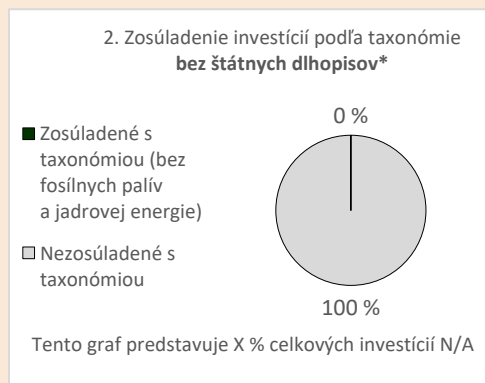 2. Zosúladenie investícií podľa taxonómie
bez štátnych dlhopisov*
Zosúladené s
taxonómiou (bez
fosílnych palív
a jadrovej energie)
Nezosúladené s
taxonómiou
0 %
100 %
Tento graf predstavuje X % celkových investícií N/A